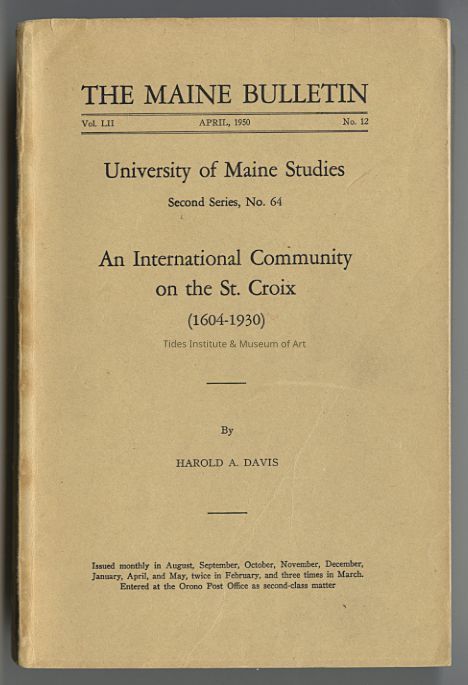 THE MAINE BULLETIN
Vol. LII APRIL, 1950 No. 12
University of Maine Studies
Second Series, No. 64
An International Community
on the St. Croix
(1604-1930)
Tides Institute & Museum of Art
By
HAROLD A. DAVIS
Issued monthly in August, September, October, November, December,
January, April, and May, twice in February, and three times in March.
Entered at the Orono Post Office as second-class matter